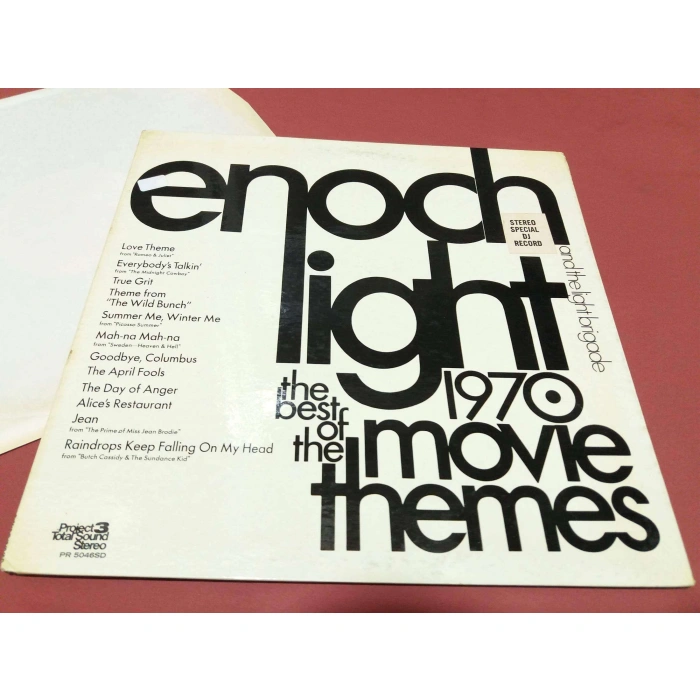 enoch
light
and the light brigade
STEREO
SPECIAL
DJ
RECORD
the
best
of
the
1970
movie
themes
Love Theme
from "Romeo & Juliet"
Everybody's Talkin'
from "The Midnight Cowboy"
True Grit
Theme from
"The Wild Bunch"
Summer Me, Winter Me
from "Picasso Summer"
Mah-na Mah-na
from "Sweden-Heaven & Hell"
Goodbye, Columbus
The April Fools
The Day of Anger
Alice's Restaurant
Jean
from "The Prime of Miss Jean Brodie"
Raindrops Keep Falling On My Head
from "Butch Cassidy & The Sundance Kid"
Project 3
Total Sound
Stereo
PR 5046SD